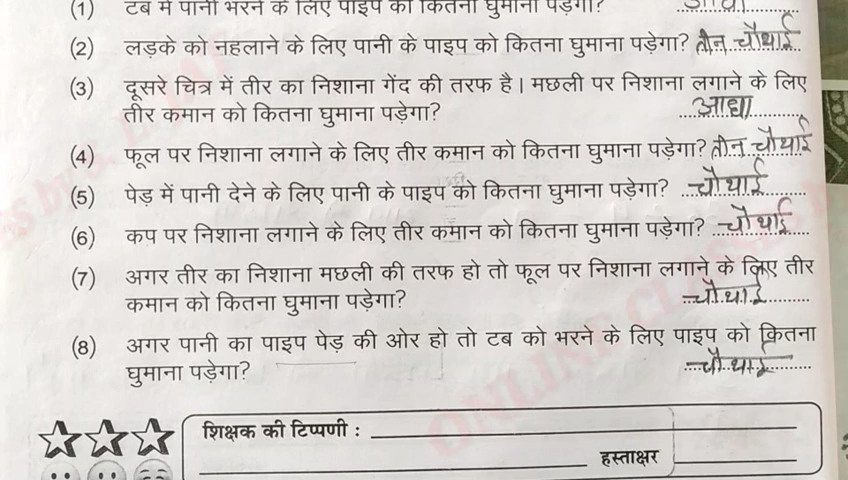 (1) टब में पानी भरने के लिए पाइप को कितना घुमाना पड़ेगा? आधा
(2) लड़के को नहलाने के लिए पानी के पाइप को कितना घुमाना पड़ेगा? तीन चौथाई
(3) दूसरे चित्र में तीर का निशाना गेंद की तरफ है। मछली पर निशाना लगाने के लिए
तीर कमान को कितना घुमाना पड़ेगा? आधा
(4) फूल पर निशाना लगाने के लिए तीर कमान को कितना घुमाना पड़ेगा? तीन चौथाई
(5) पेड़ में पानी देने के लिए पानी के पाइप को कितना घुमाना पड़ेगा? चौथाई
(6) कप पर निशाना लगाने के लिए तीर कमान को कितना घुमाना पड़ेगा? चौथाई
(7) अगर तीर का निशाना मछली की तरफ हो तो फूल पर निशाना लगाने के लिए तीर
कमान को कितना घुमाना पड़ेगा? चौथाई
(8) अगर पानी का पाइप पेड़ की ओर हो तो टब को भरने के लिए पाइप को कितना
घुमाना पड़ेगा? चौथाई
शिक्षक की टिप्पणी :
हस्ताक्षर
ONLINE CLASSES